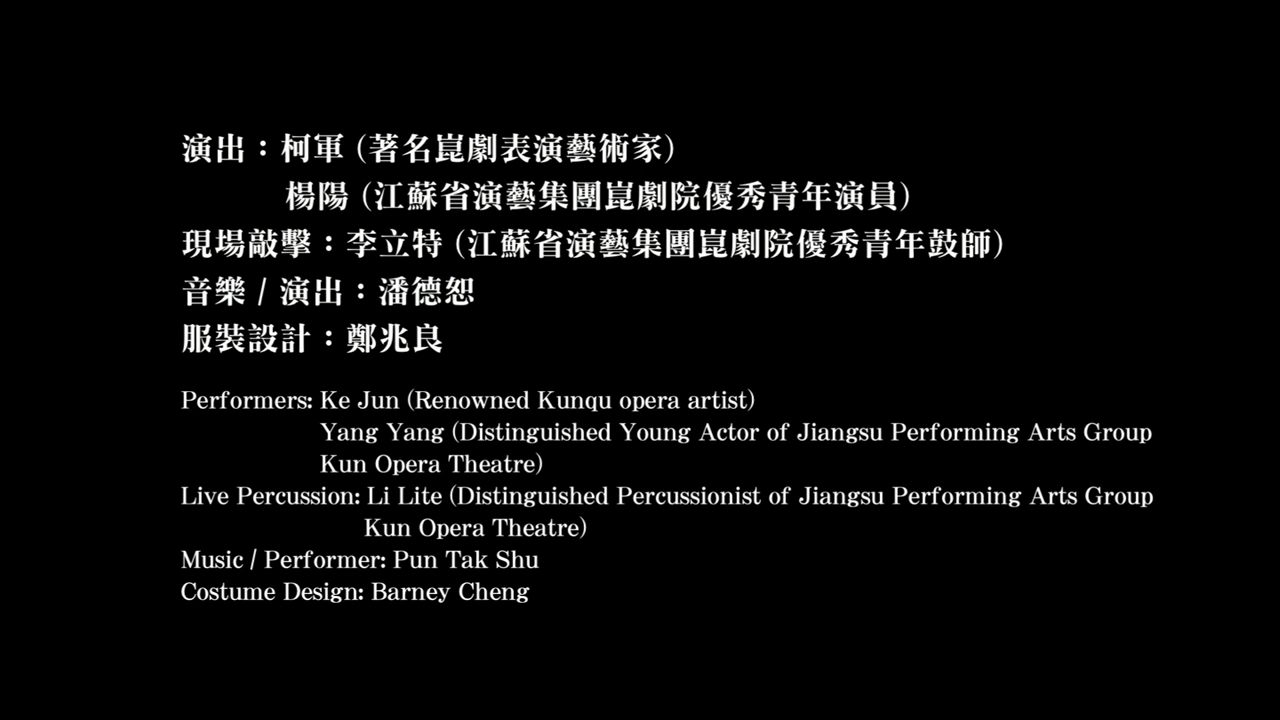 演出：柯軍 (著名崑劇表演藝術家)
楊陽 (江蘇省演藝集團崑劇院優秀青年演員)
現場敲擊：李立特 (江蘇省演藝集團崑劇院優秀青年鼓師)
音樂 / 演出：潘德恕
服裝設計：鄭兆良
Performers: Ke Jun (Renowned Kunqu opera artist)
Yang Yang (Distinguished Young Actor of Jiangsu Performing Arts Group
Kun Opera Theatre)
Live Percussion: Li Lite (Distinguished Percussionist of Jiangsu Performing Arts Group
Kun Opera Theatre)
Music / Performer: Pun Tak Shu
Costume Design: Barney Cheng